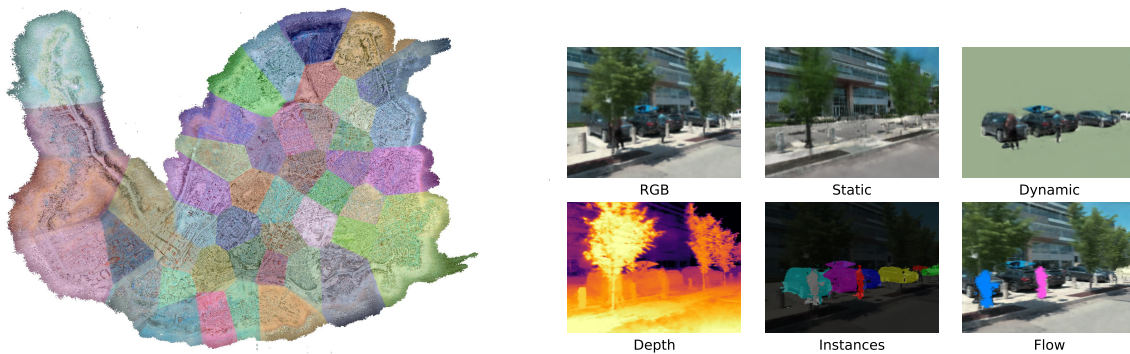 RGB
Static
Dynamic
Depth
Instances
Flow